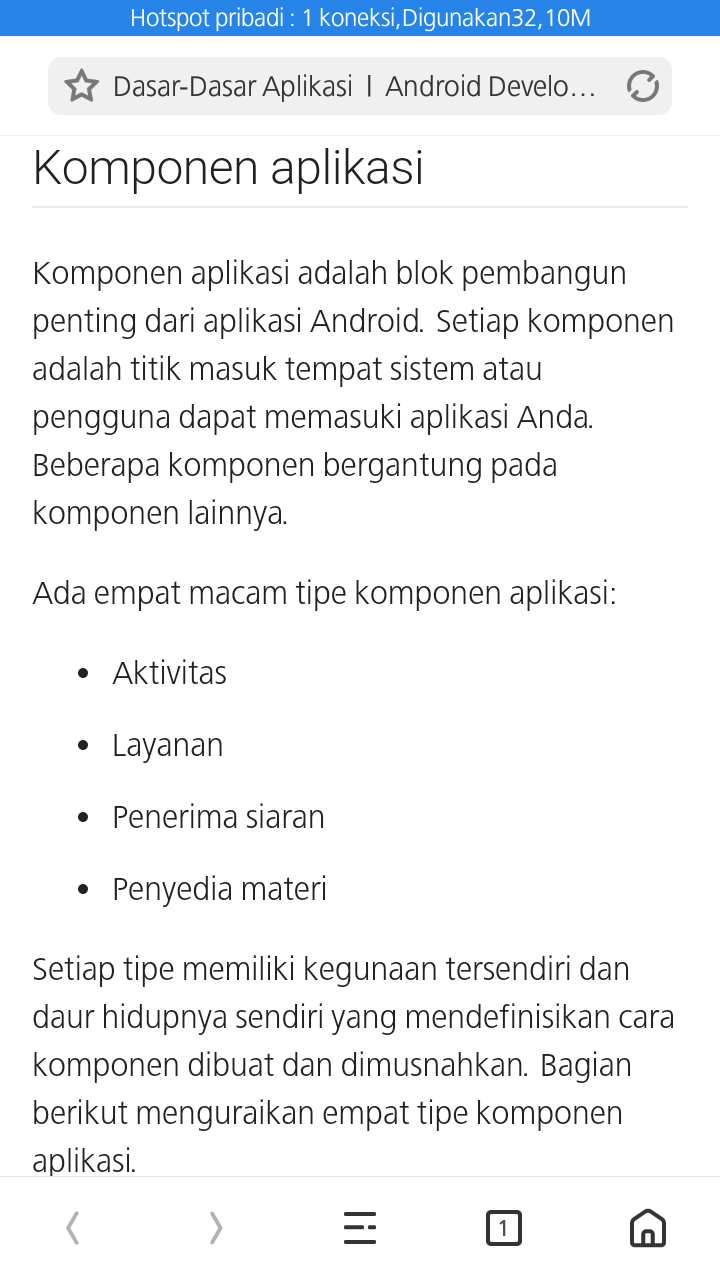 Hotspot pribadi : 1 koneksi,Digunakan32,10M
Dasar-Dasar Aplikasi | Android Develo...
Komponen aplikasi
Komponen aplikasi adalah blok pembangun
penting dari aplikasi Android. Setiap komponen
adalah titik masuk tempat sistem atau
pengguna dapat memasuki aplikasi Anda.
Beberapa komponen bergantung pada
komponen lainnya.
Ada empat macam tipe komponen aplikasi:
• Aktivitas
• Layanan
• Penerima siaran
• Penyedia materi
Setiap tipe memiliki kegunaan tersendiri dan
daur hidupnya sendiri yang mendefinisikan cara
komponen dibuat dan dimusnahkan. Bagian
berikut menguraikan empat tipe komponen
aplikasi.
1